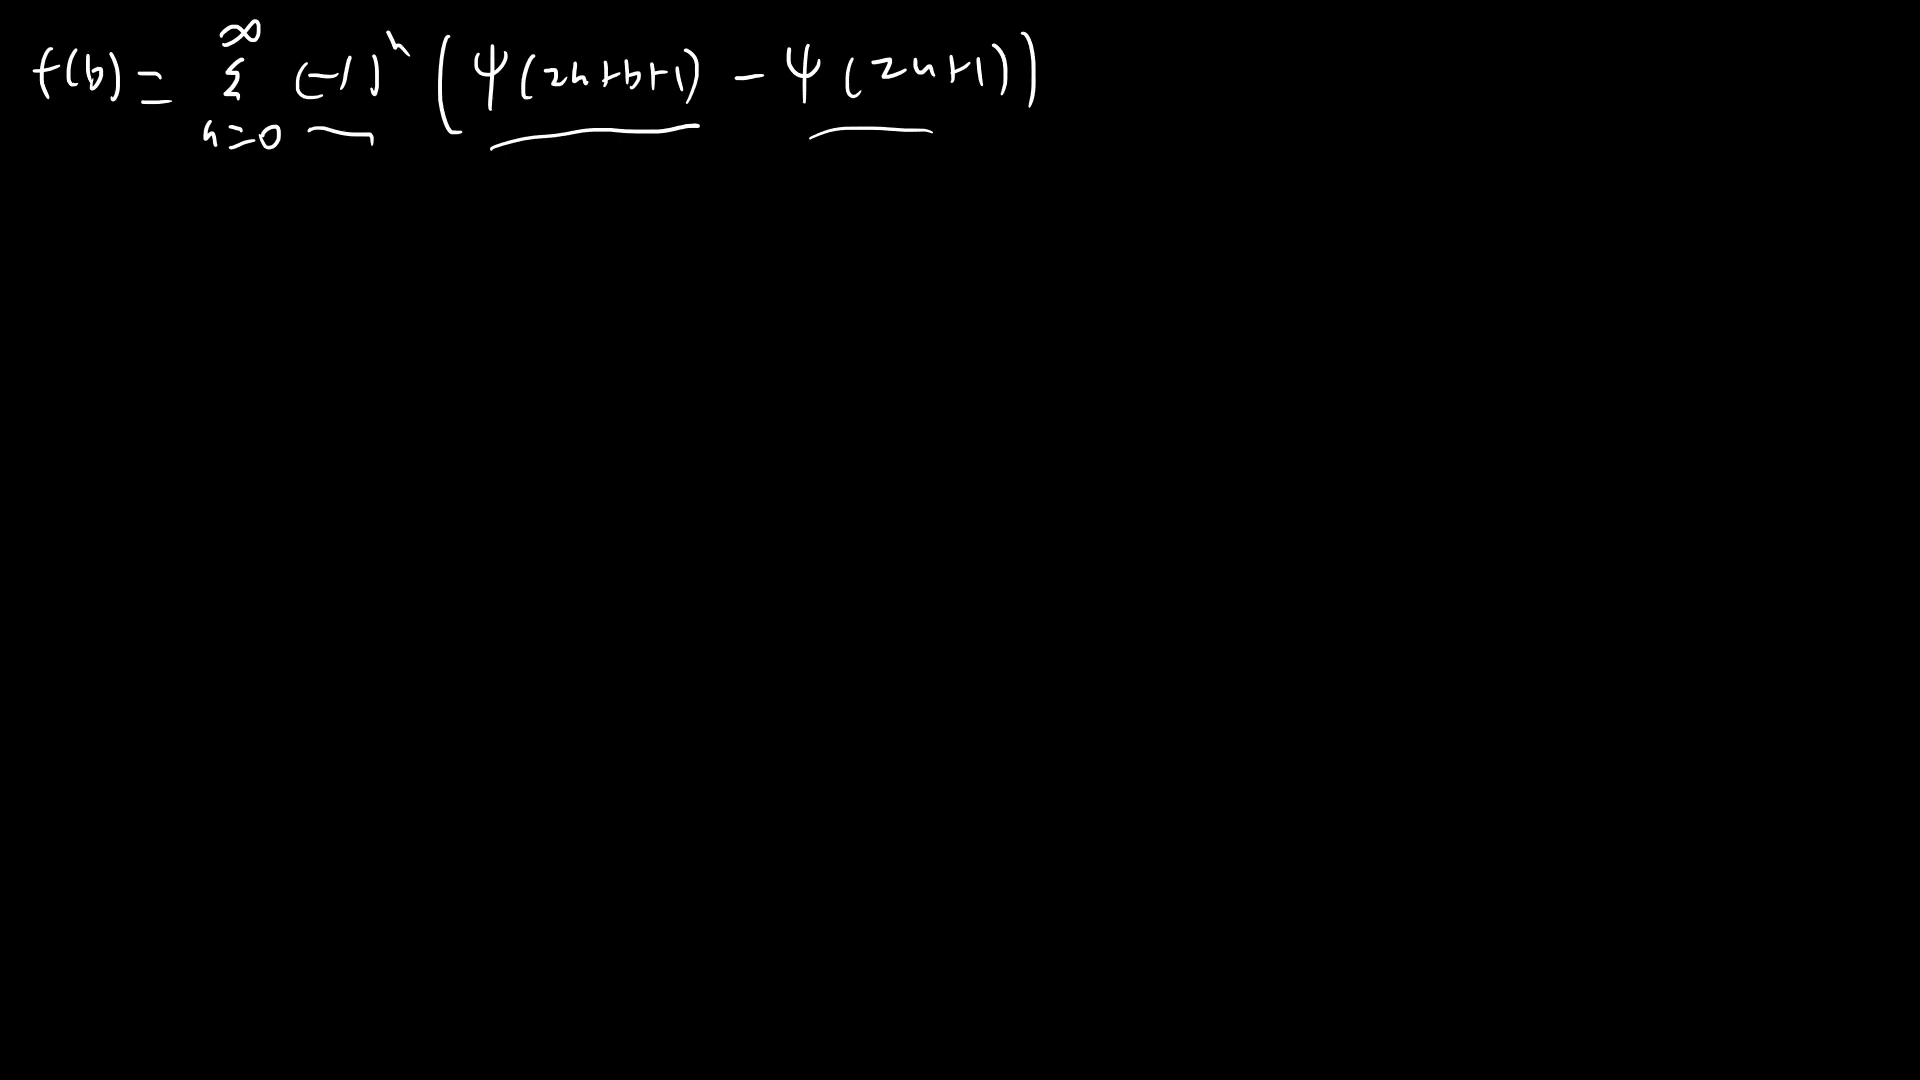 f(b) = ∞ Σ n=0 (-1)^n (ψ(2n+b+1) - ψ(2n+1))